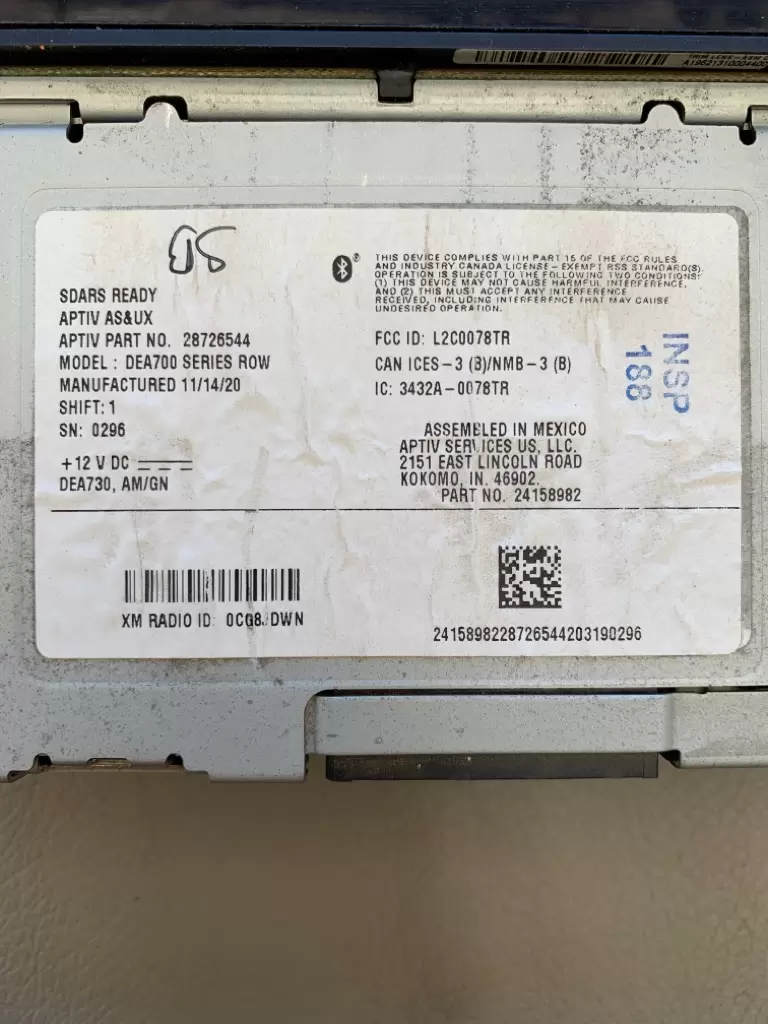 TRIM LENS-ASM
SDARS READY
APTIV AS&UX
APTIV PART NO. 28726544
MODEL : DEA700 SERIES ROW
MANUFACTURED 11/14/20
SHIFT: 1
SN: 0296
+12 V DC
DEA730, AM/GN
THIS DEVICE COMPLIES WITH PART 15 OF THE FCC RULES
AND INDUSTRY CANADA LICENSE-EXEMPT RSS STANDARD(S).
OPERATION IS SUBJECT TO THE FOLLOWING TWO CONDITIONS:
(1) THIS DEVICE MAY NOT CAUSE HARMFUL INTERFERENCE,
AND (2) THIS MUST ACCEPT ANY INTERFERENCE
RECEIVED, INCLUDING INTERFERENCE THAT MAY CAUSE
UNDESIRED OPERATION.
FCC ID: L2C0078TR
CAN ICES-3 (B)/NMB-3 (B)
IC: 3432A-0078TR
INSP
188
ASSEMBLED IN MEXICO
APTIV SERVICES US, LLC.
2151 EAST LINCOLN ROAD
KOKOMO, IN. 46902.
PART NO. 24158982
XM RADIO ID:
2415898228726544203190296